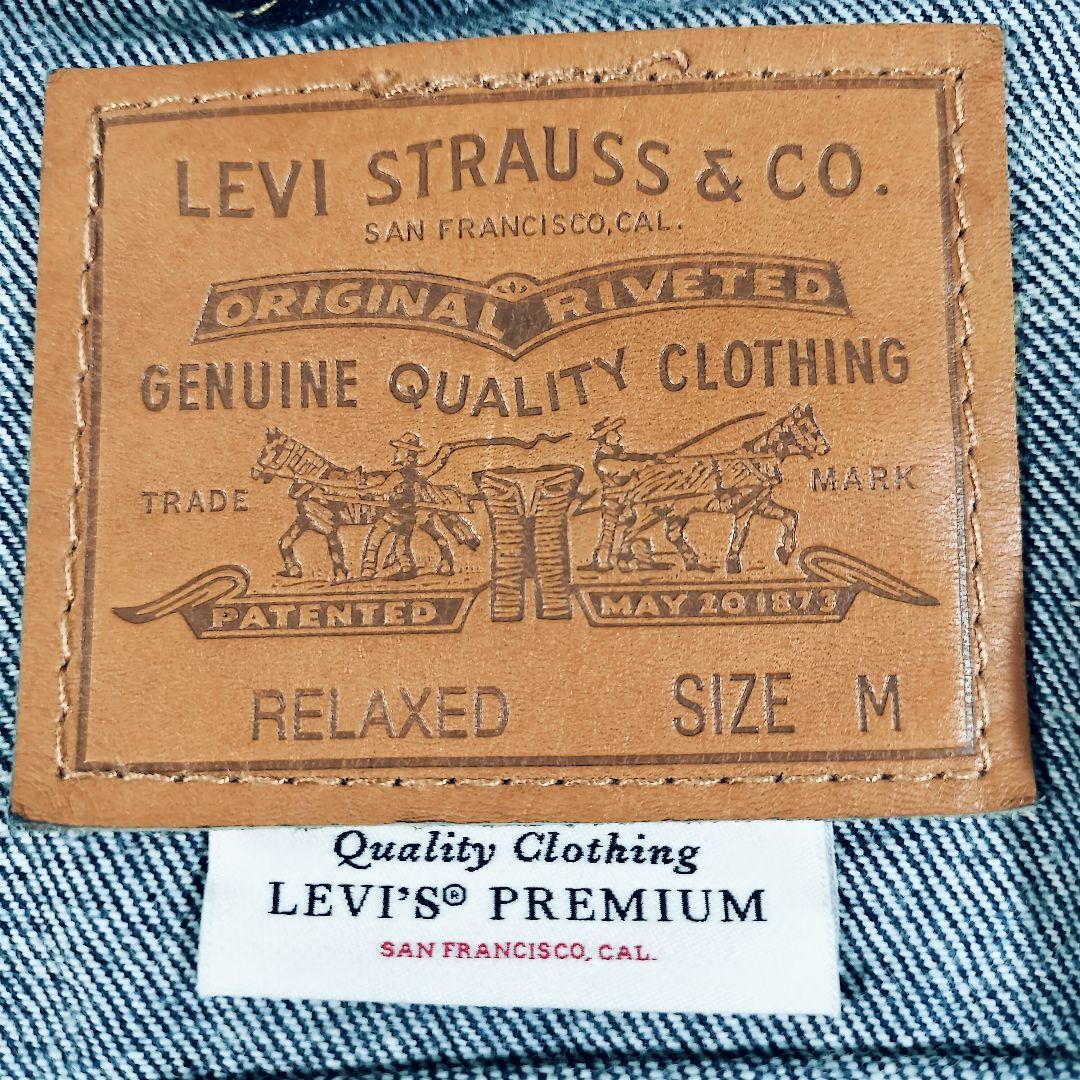 LEVI STRAUSS & CO.
SAN FRANCISCO, CAL.
ORIGINAL RIVETED
GENUINE QUALITY CLOTHING
TRADE MARK
PATENTED MAY 20 1873
RELAXED SIZE M
Quality Clothing
LEVI'S® PREMIUM
SAN FRANCISCO, CAL.